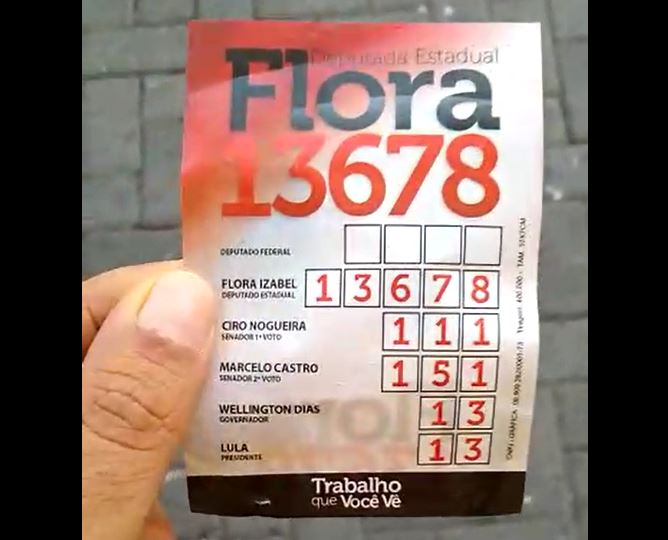 Deputada Estadual
Flora
13678
DEPUTADO FEDERAL
FLORA IZABEL 1 3 6 7 8
DEPUTADO ESTADUAL
CIRO NOGUEIRA 1 1 1
SENADOR 1º VOTO
MARCELO CASTRO 1 5 1
SENADOR 2º VOTO
WELLINGTON DIAS 1 3
GOVERNADOR
LULA 1 3
PRESIDENTE
Trabalho
que Você Vê